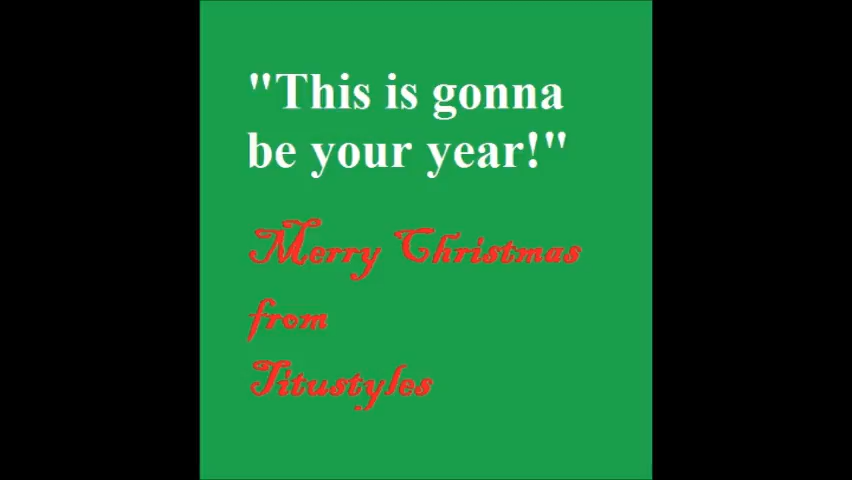 "This is gonna
be your year!"
Merry Christmas
from
Titustyles